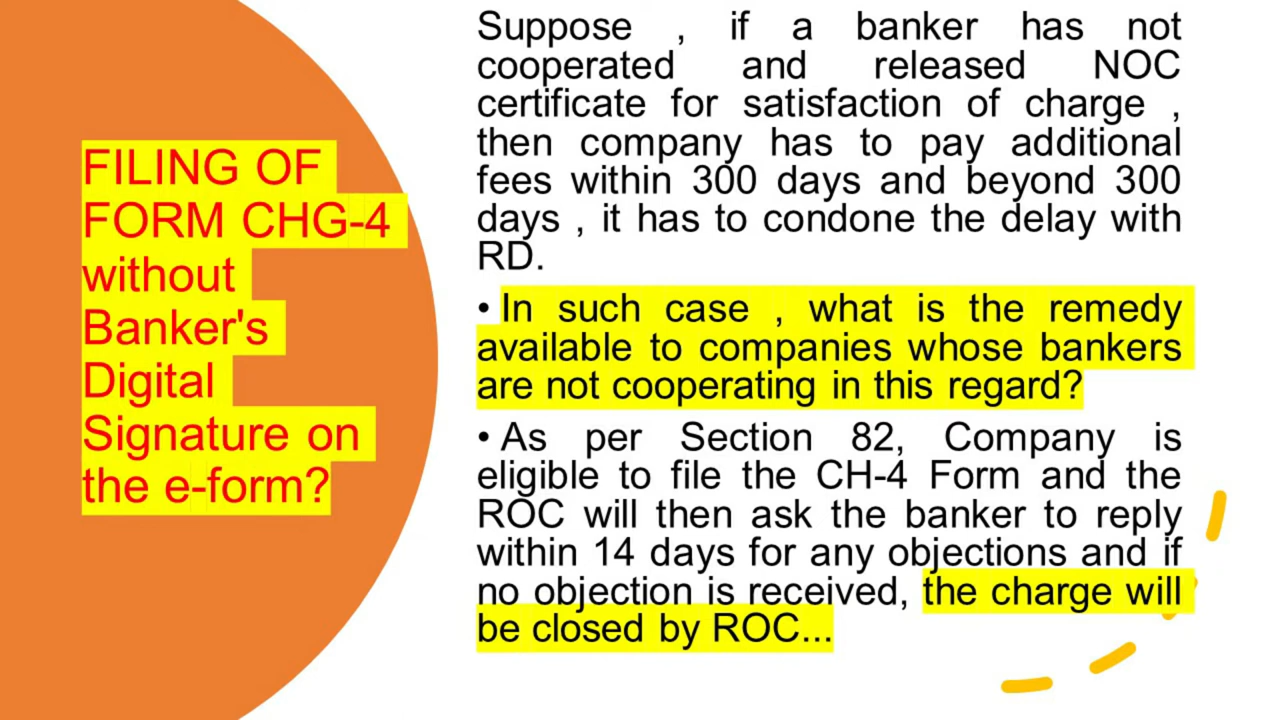 FILING OF
FORM CHG-4
without
Banker's
Digital
Signature on
the e-form?
Suppose , if a banker has not
cooperated and released NOC
certificate for satisfaction of charge ,
then company has to pay additional
fees within 300 days and beyond 300
days , it has to condone the delay with
RD.
• In such case , what is the remedy
available to companies whose bankers
are not cooperating in this regard?
• As per Section 82, Company is
eligible to file the CH-4 Form and the
ROC will then ask the banker to reply
within 14 days for any objections and if
no objection is received, the charge will
be closed by ROC...